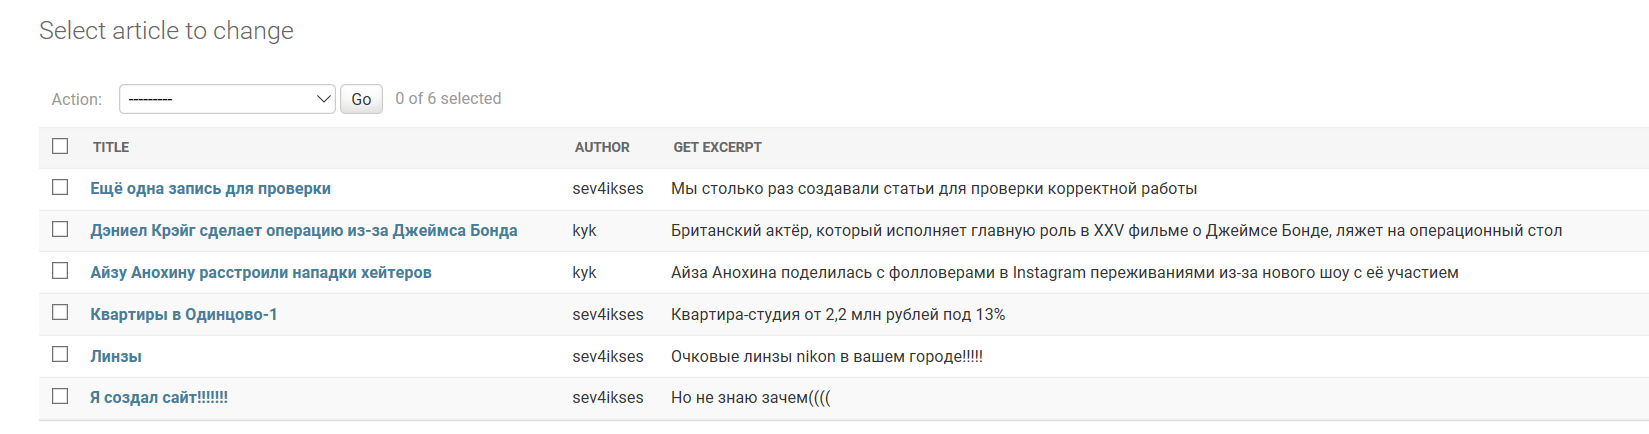 Select article to change
Action: --------- Go 0 of 6 selected
TITLE AUTHOR GET EXCERPT
Ещё одна запись для проверки sev4ikses Мы столько раз создавали статьи для проверки корректной работы
Дэниел Крэйг сделает операцию из-за Джеймса Бонда kyk Британский актёр, который исполняет главную роль в XXV фильме о Джеймсе Бонде, ляжет на операционный стол
Айзу Анохину расстроили нападки хейтеров kyk Айза Анохина поделилась с фолловерами в Instagram переживаниями из-за нового шоу с её участием
Квартиры в Одинцово-1 sev4ikses Квартира-студия от 2,2 млн рублей под 13%
Линзы sev4ikses Очковые линзы nikon в вашем городе!!!!!
Я создал сайт!!!!!!! sev4ikses Но не знаю зачем((((